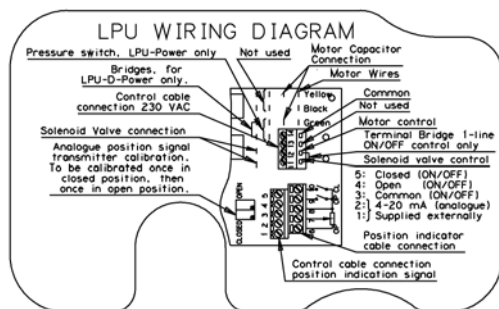 LPU WIRING DIAGRAM
Pressure switch, LPU-Power only
Not used
Motor Capacitor
Connection
Motor Wires
Bridges, for
LPU-D-Power only.
Yellow
Black
Green
Common
Not used
Control cable
connection 230 VAC
Motor control
Solenoid Valve connection
Terminal Bridge 1-line
ON/OFF control only
Solenoid valve control
Analogue position signal
transmitter calibration.
To be calibrated once in
closed position, then
once in open position.
OPEN
CLOSED
1 2 3 4 5
5: Closed (ON/OFF)
4: Open (ON/OFF)
3: Common (ON/OFF)
2: 4-20 mA (analogue)
1: Supplied externally
Position indicator
cable connection
Control cable connection
position indication signal